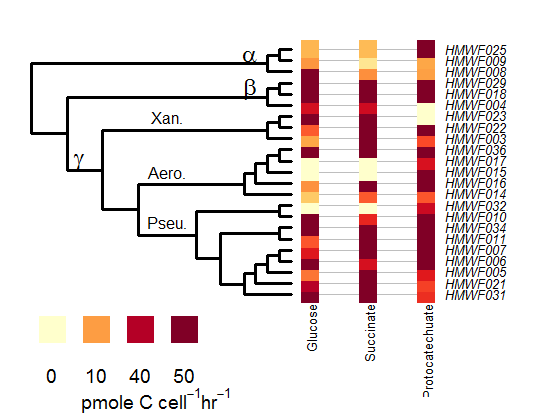 α
HMWF025
HMWF009
HMWF008
β
HMWF029
HMWF018
HMWF004
Xan.
HMWF023
HMWF022
HMWF003
γ
HMWF036
HMWF017
Aero.
HMWF015
HMWF016
HMWF014
HMWF032
Pseu.
HMWF010
HMWF034
HMWF011
HMWF007
HMWF006
HMWF005
HMWF021
HMWF031
Glucose
Succinate
Protocatechuate
0 10 40 50
pmole C cell⁻¹hr⁻¹